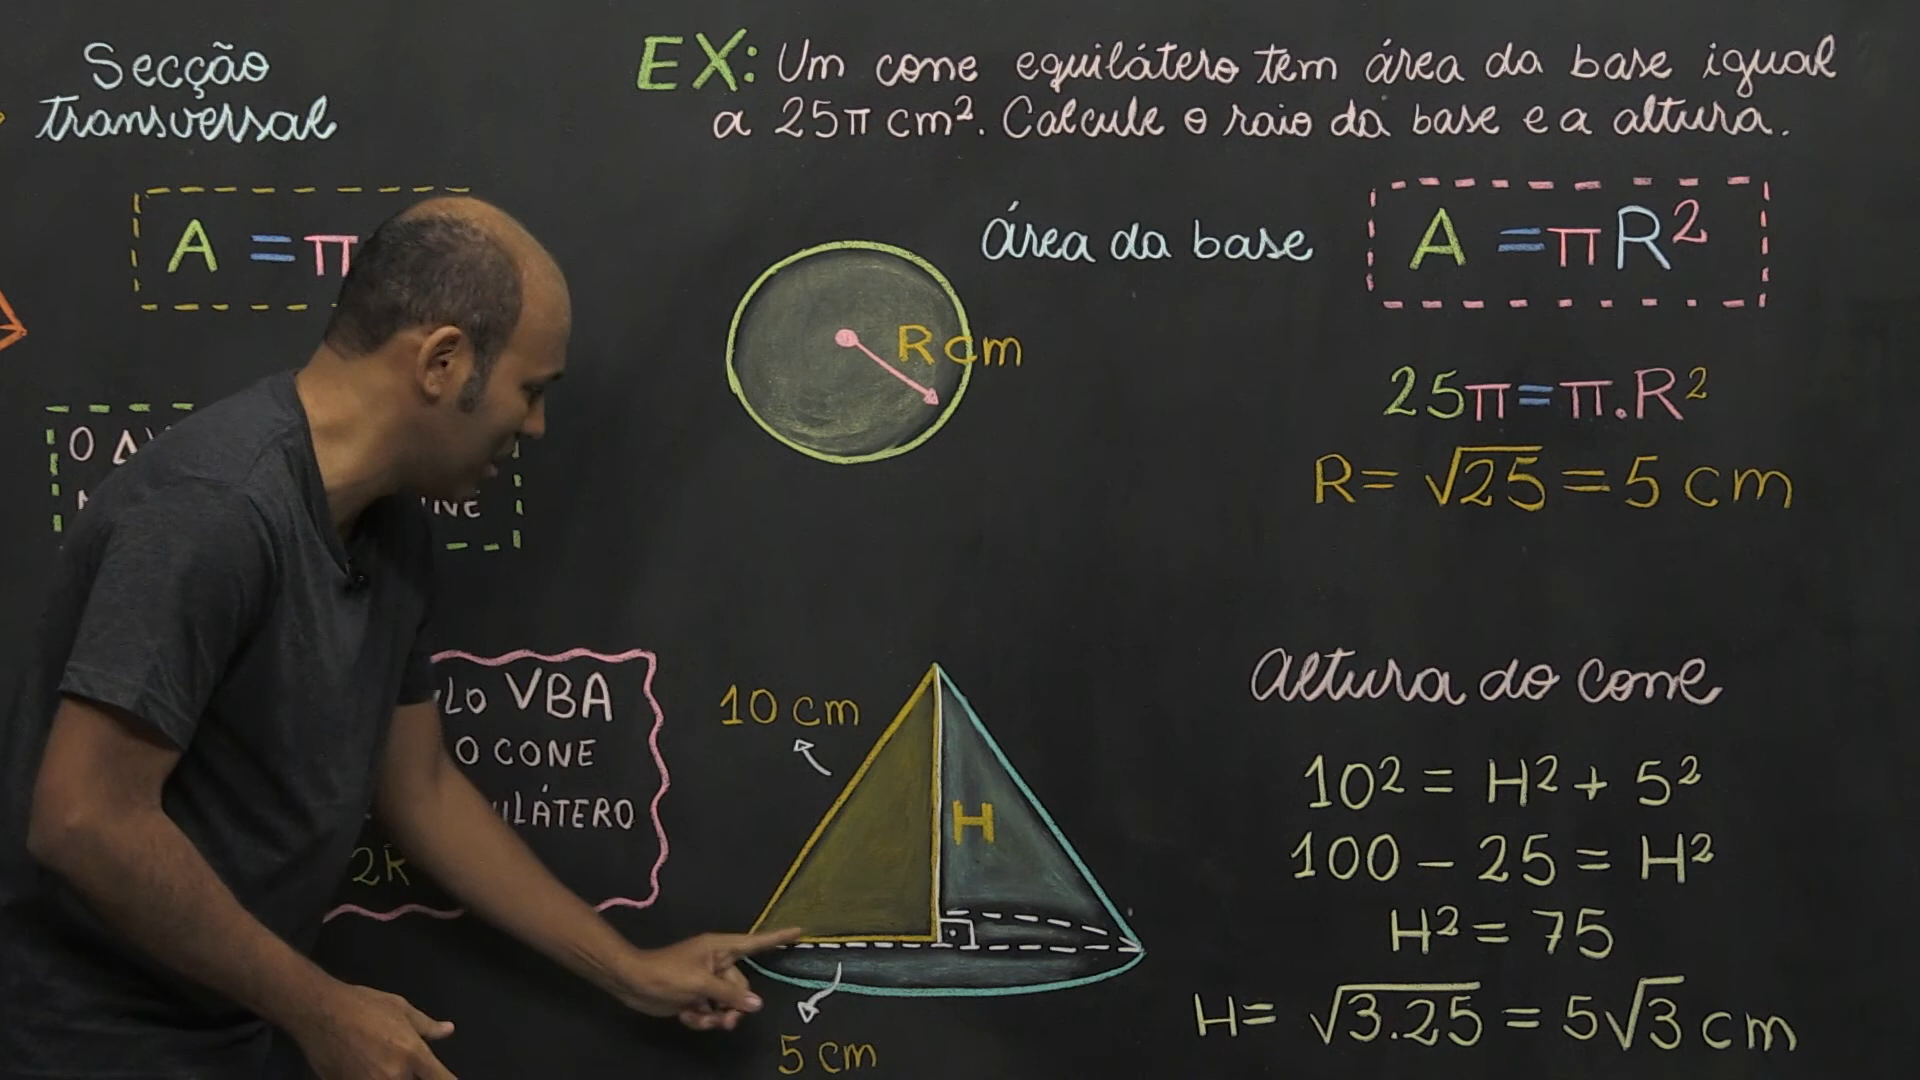 Secção
transversal
A = π
O
INE
LO VBA
O CONE
ILÁTERO
2R
EX: Um cone equilátero tem área da base igual
a 25π cm². Calcule o raio da base e a altura.
área da base
A = πR²
R cm
25π = π.R²
R = √25 = 5 cm
10 cm
H
5 cm
Altura do cone
10² = H² + 5²
100 – 25 = H²
H² = 75
H = √3.25 = 5√3 cm